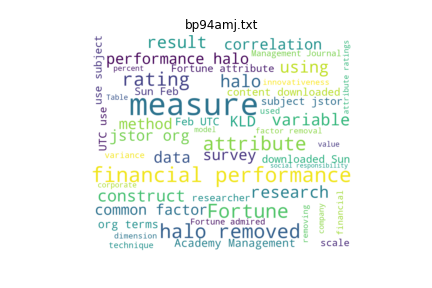 bp94amj.txt
result
correlation
Management Journal
performance halo
Fortune attribute
using
percent
rating
halo
innovativeness
Sun Feb
content downloaded
attribute ratings
use subject
Table
measure
subject jstor
used
UTC use
method
Feb UTC
KLD
variable
jstor org
model
factor removal
attribute
value
variance
data
survey
downloaded Sun
social responsibility
financial performance
corporate
construct
researcher
research
common factor
Fortune
removing
company
financial
org terms
Fortune admired
dimension
halo removed
technique
Academy Management
scale